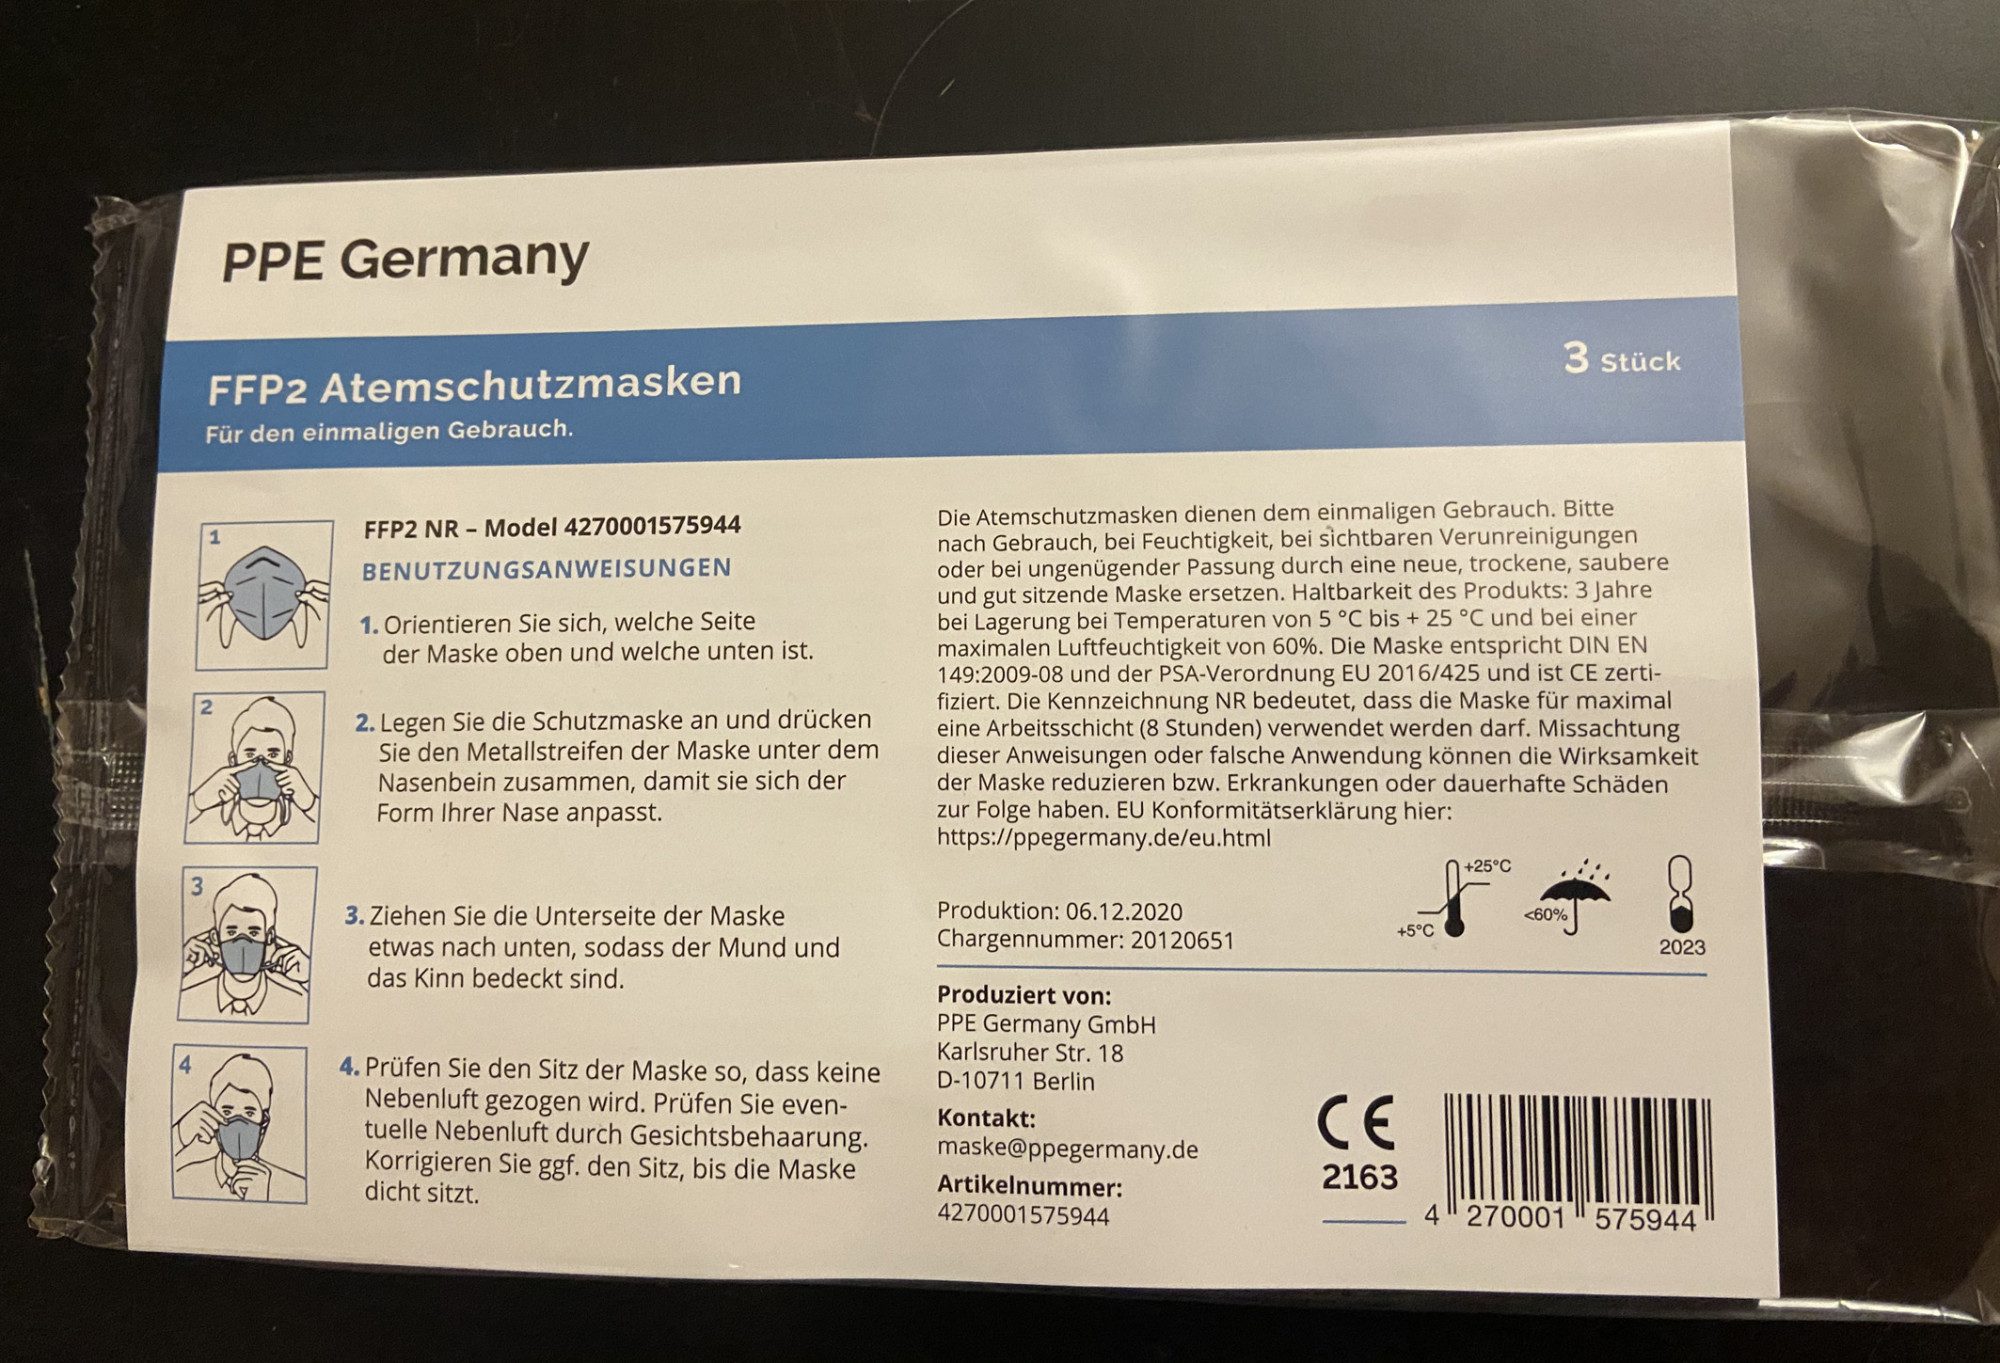 PPE Germany
FFP2 Atemschutzmasken
Für den einmaligen Gebrauch.
3 Stück
1
2
3
4
FFP2 NR – Model 4270001575944
BENUTZUNGSANWEISUNGEN
1. Orientieren Sie sich, welche Seite
der Maske oben und welche unten ist.
2. Legen Sie die Schutzmaske an und drücken
Sie den Metallstreifen der Maske unter dem
Nasenbein zusammen, damit sie sich der
Form Ihrer Nase anpasst.
3. Ziehen Sie die Unterseite der Maske
etwas nach unten, sodass der Mund und
das Kinn bedeckt sind.
4. Prüfen Sie den Sitz der Maske so, dass keine
Nebenluft gezogen wird. Prüfen Sie even-
tuelle Nebenluft durch Gesichtsbehaarung.
Korrigieren Sie ggf. den Sitz, bis die Maske
dicht sitzt.
Die Atemschutzmasken dienen dem einmaligen Gebrauch. Bitte
nach Gebrauch, bei Feuchtigkeit, bei sichtbaren Verunreinigungen
oder bei ungenügender Passung durch eine neue, trockene, saubere
und gut sitzende Maske ersetzen. Haltbarkeit des Produkts: 3 Jahre
bei Lagerung bei Temperaturen von 5 °C bis + 25 °C und bei einer
maximalen Luftfeuchtigkeit von 60%. Die Maske entspricht DIN EN
149:2009-08 und der PSA-Verordnung EU 2016/425 und ist CE zerti-
fiziert. Die Kennzeichnung NR bedeutet, dass die Maske für maximal
eine Arbeitsschicht (8 Stunden) verwendet werden darf. Missachtung
dieser Anweisungen oder falsche Anwendung können die Wirksamkeit
der Maske reduzieren bzw. Erkrankungen oder dauerhafte Schäden
zur Folge haben. EU Konformitätserklärung hier:
https://ppegermany.de/eu.html
+25°C
+5°C
<60%
2023
Produktion: 06.12.2020
Chargennummer: 20120651
Produziert von:
PPE Germany GmbH
Karlsruher Str. 18
D-10711 Berlin
Kontakt:
maske@ppegermany.de
Artikelnummer:
4270001575944
CE
2163
4 270001 575944